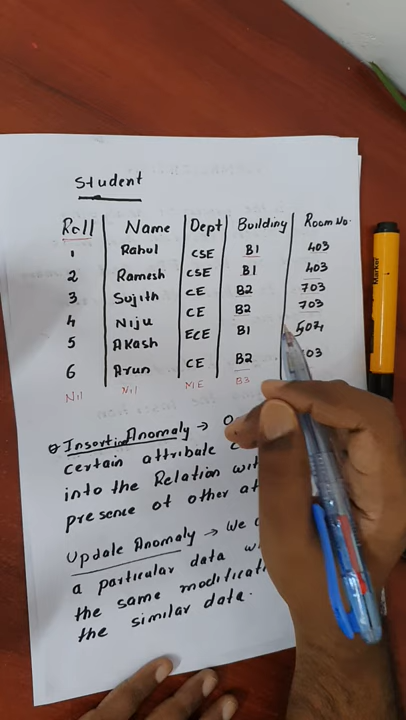 Student
Roll Name Dept Building Room No.
1 Rahul CSE B1 403
2 Ramesh CSE B1 403
3 Sujith CE B2 703
4 Niju CE B2 703
5 Akash ECE B1 507
6 Arun CE B2 03
Nil Nil ME B3
Insertion Anomaly →
certain attribute
into the Relation
presence of other
Update Anomaly → We
a particular data
the same
the similar data.
Marker